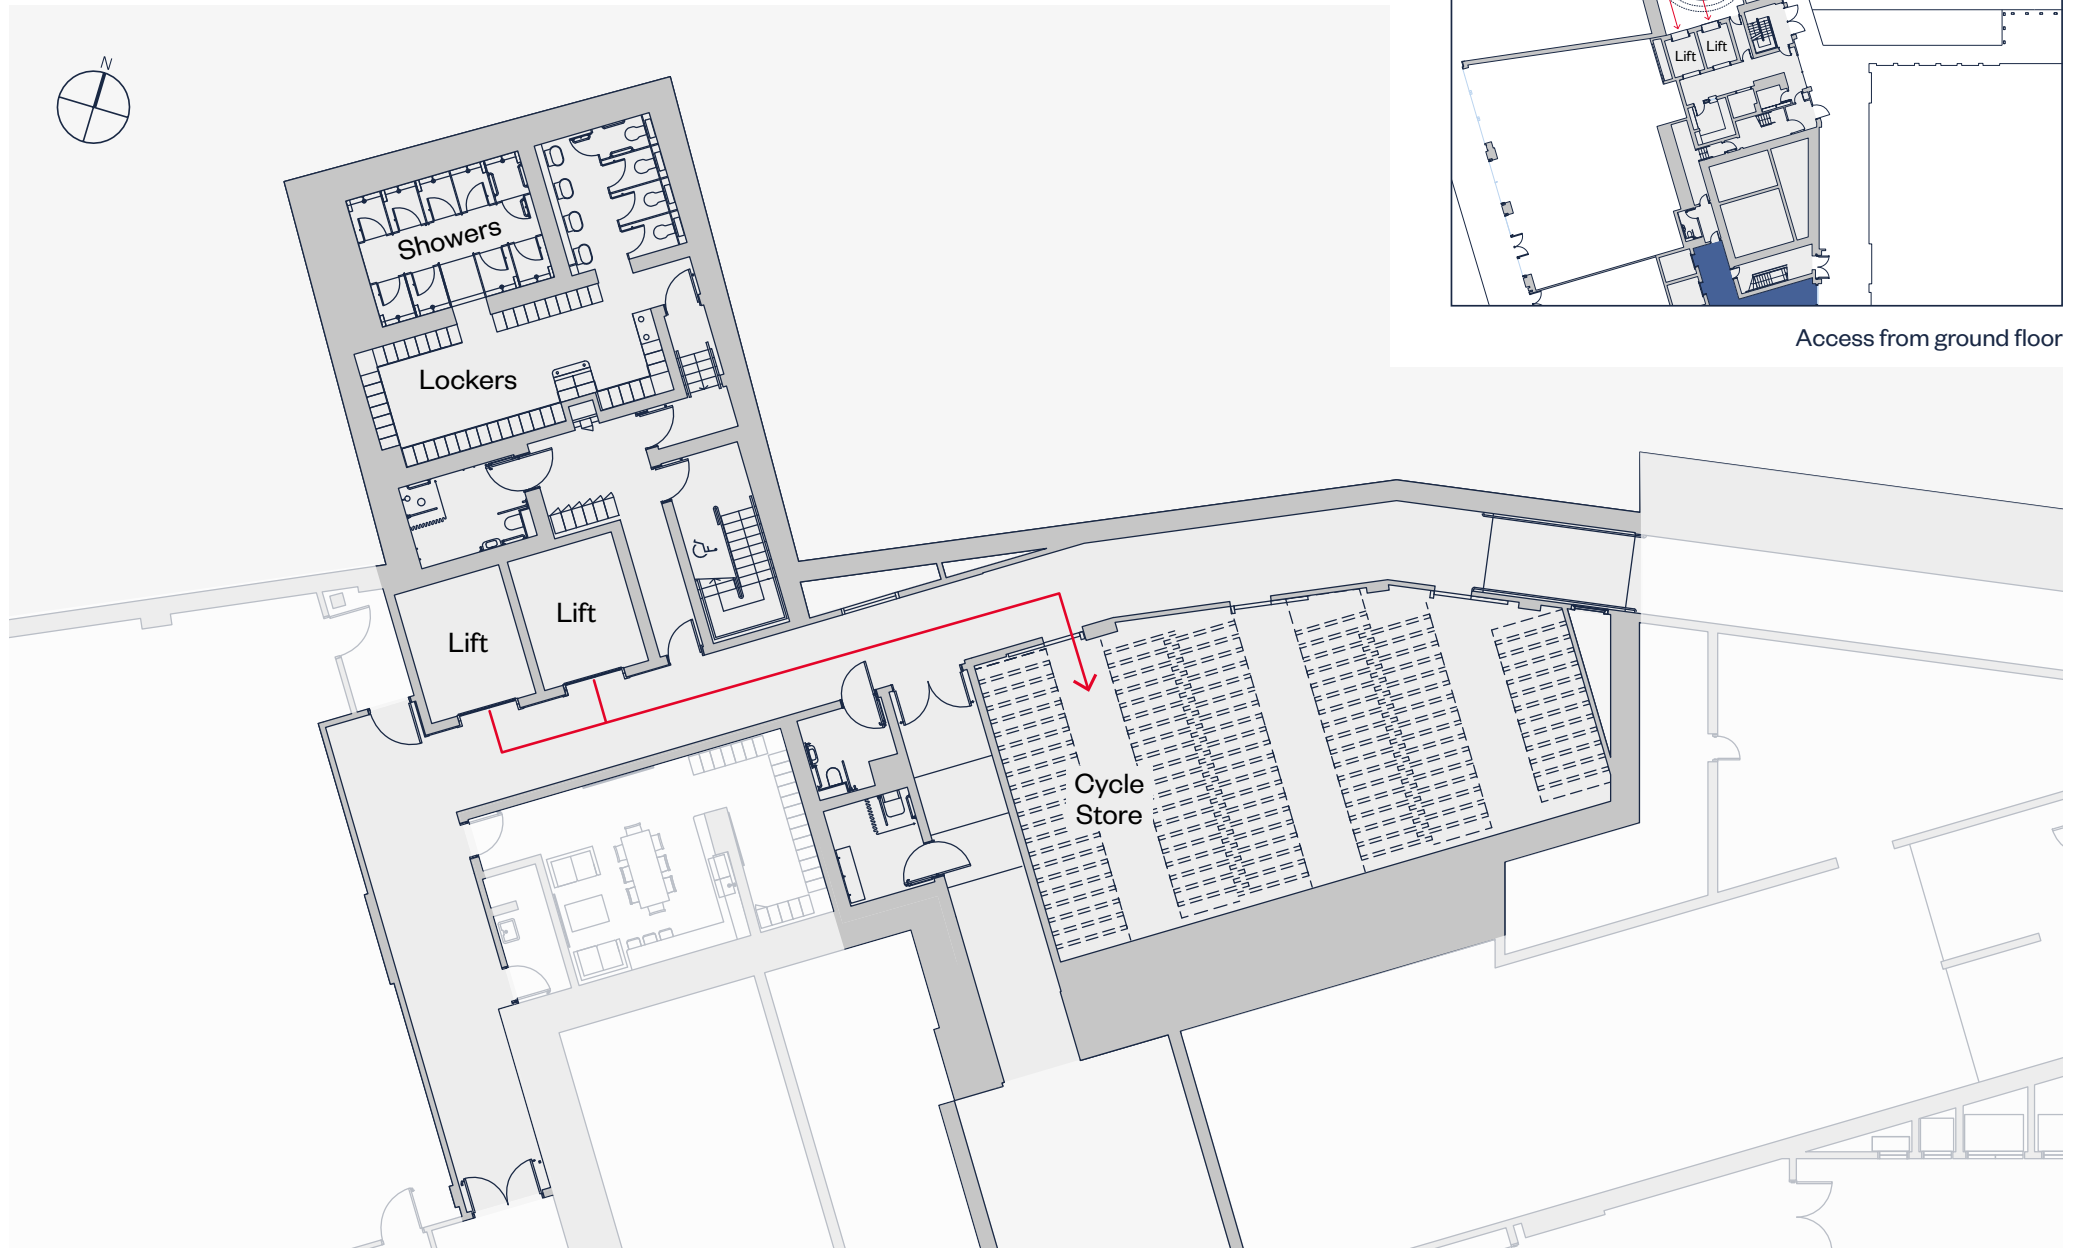 N
Lift
Lift
Access from ground floor
Showers
Lockers
Lift
Lift
Cycle
Store